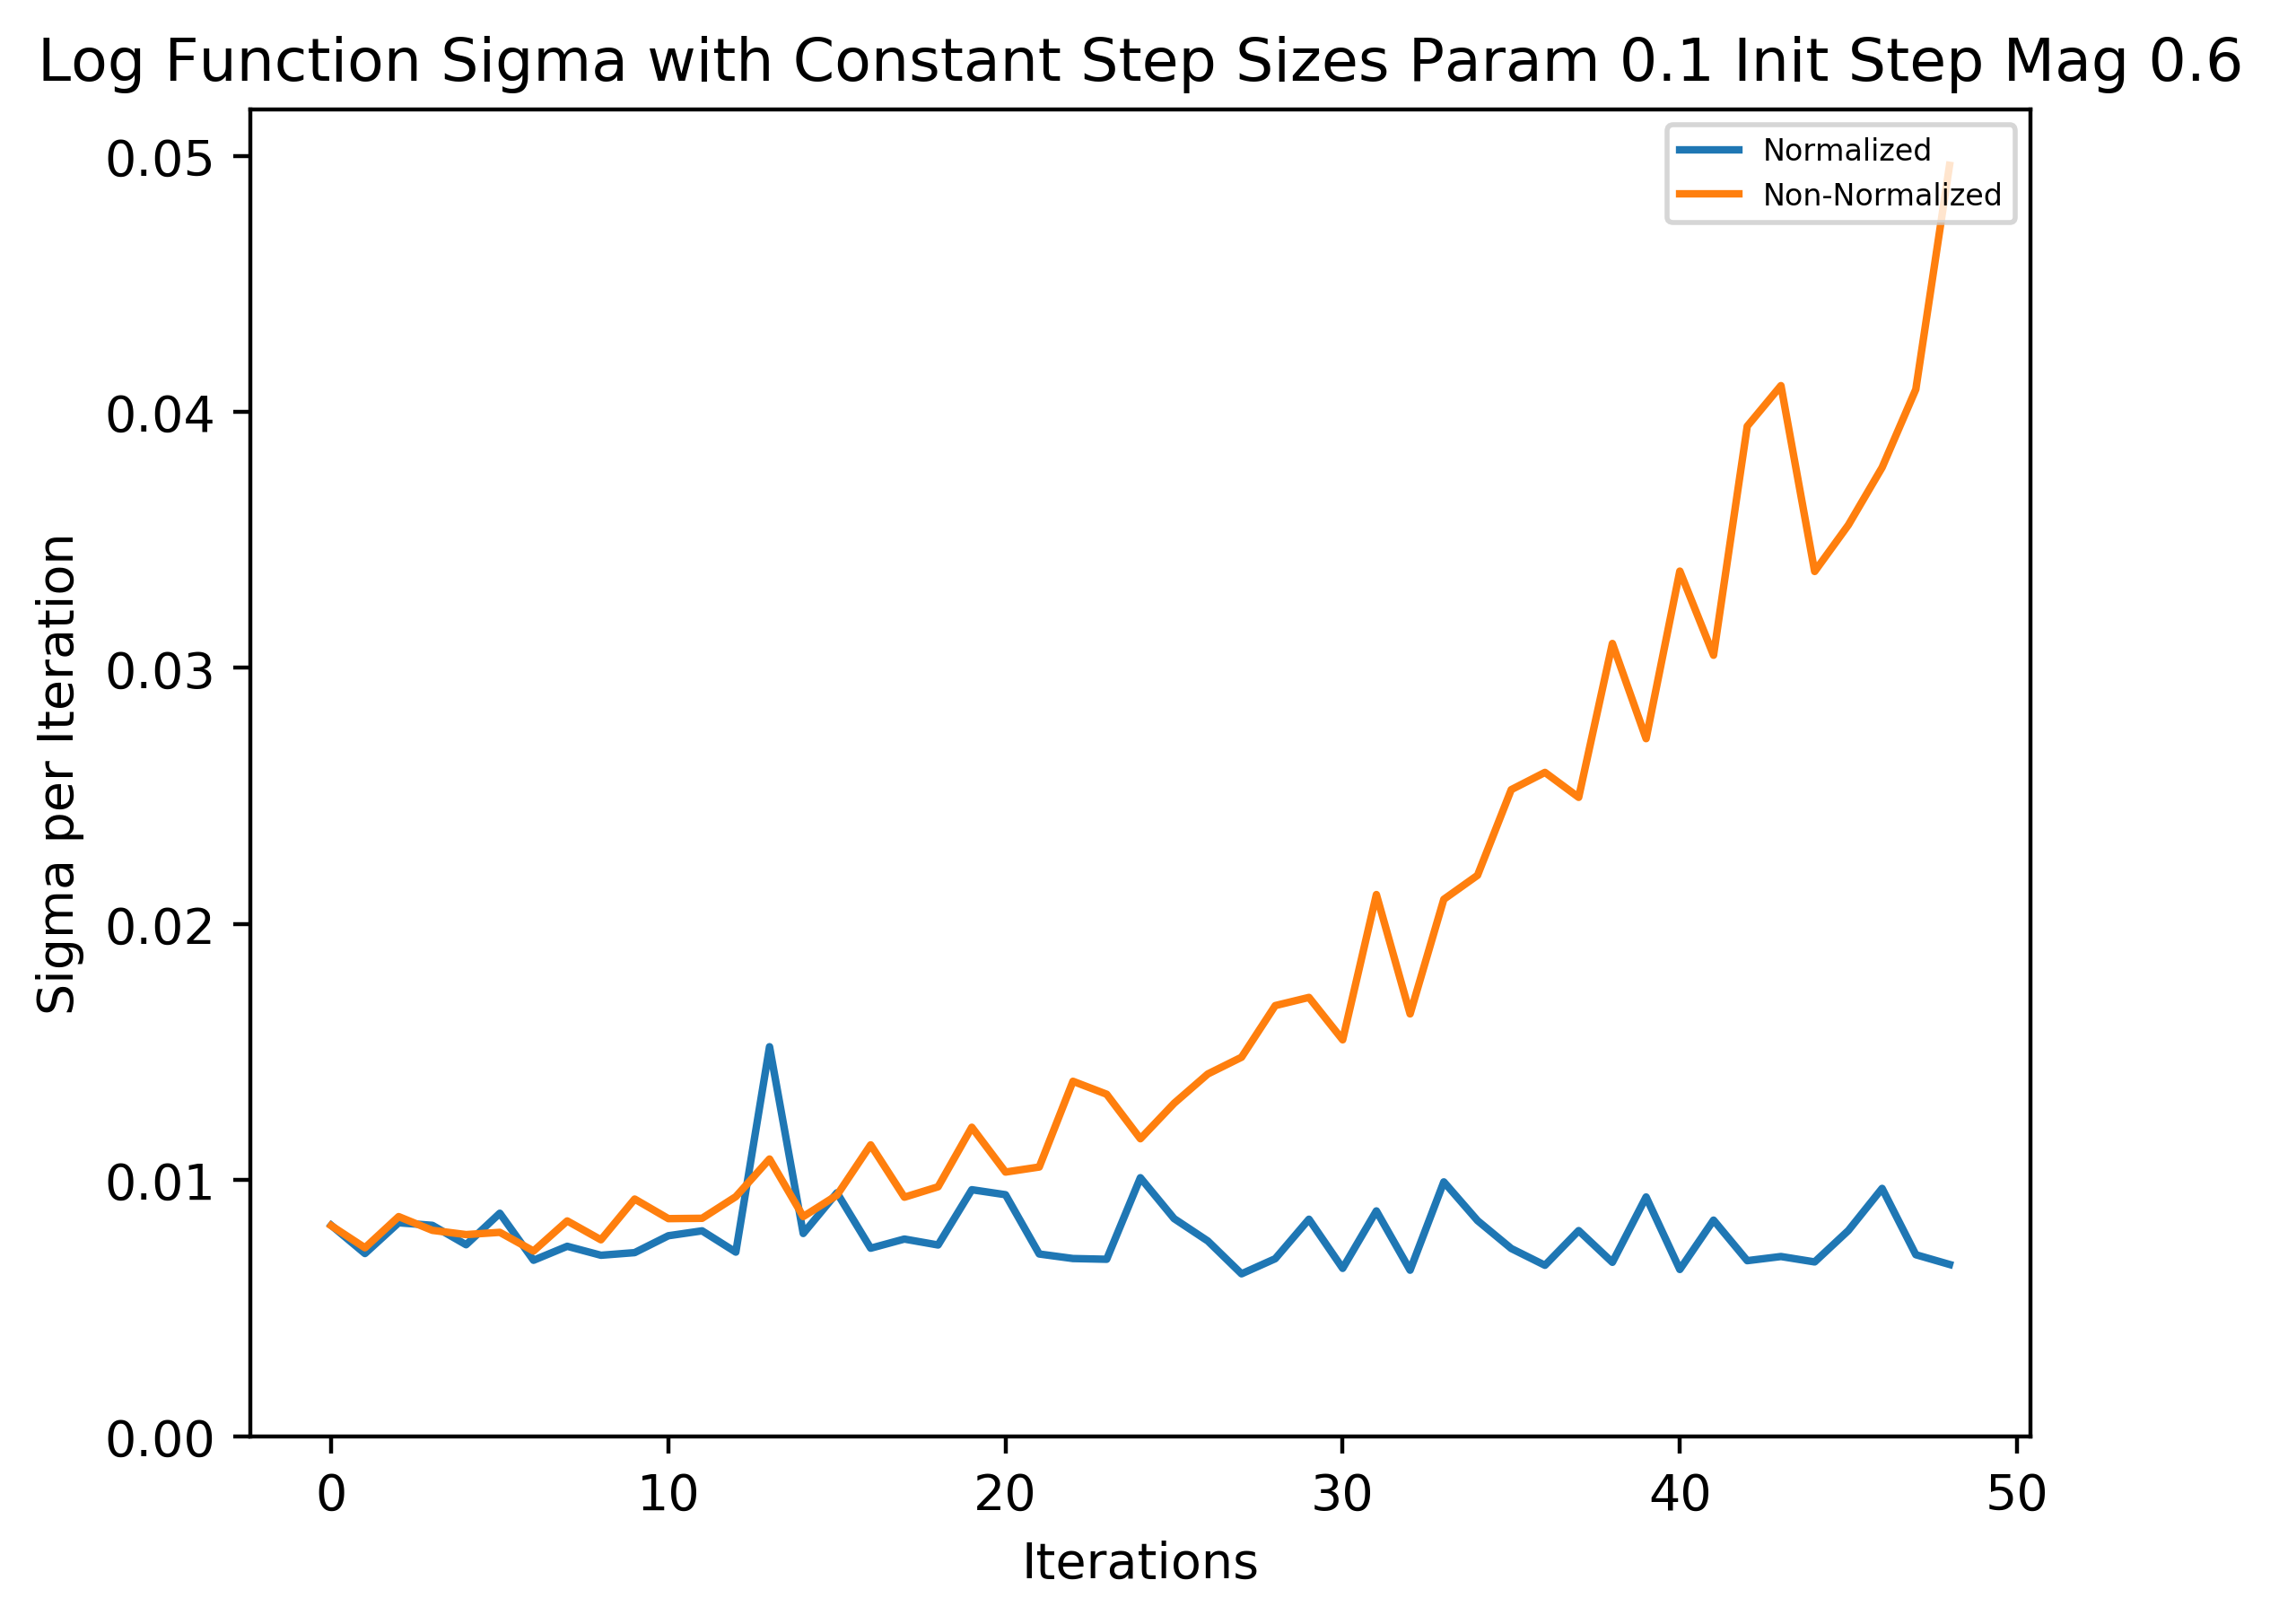 Log Function Sigma with Constant Step Sizes Param 0.1 Init Step Mag 0.6
Normalized
Non-Normalized
0.05
0.04
0.03
0.02
0.01
0.00
Sigma per Iteration
0 10 20 30 40 50
Iterations